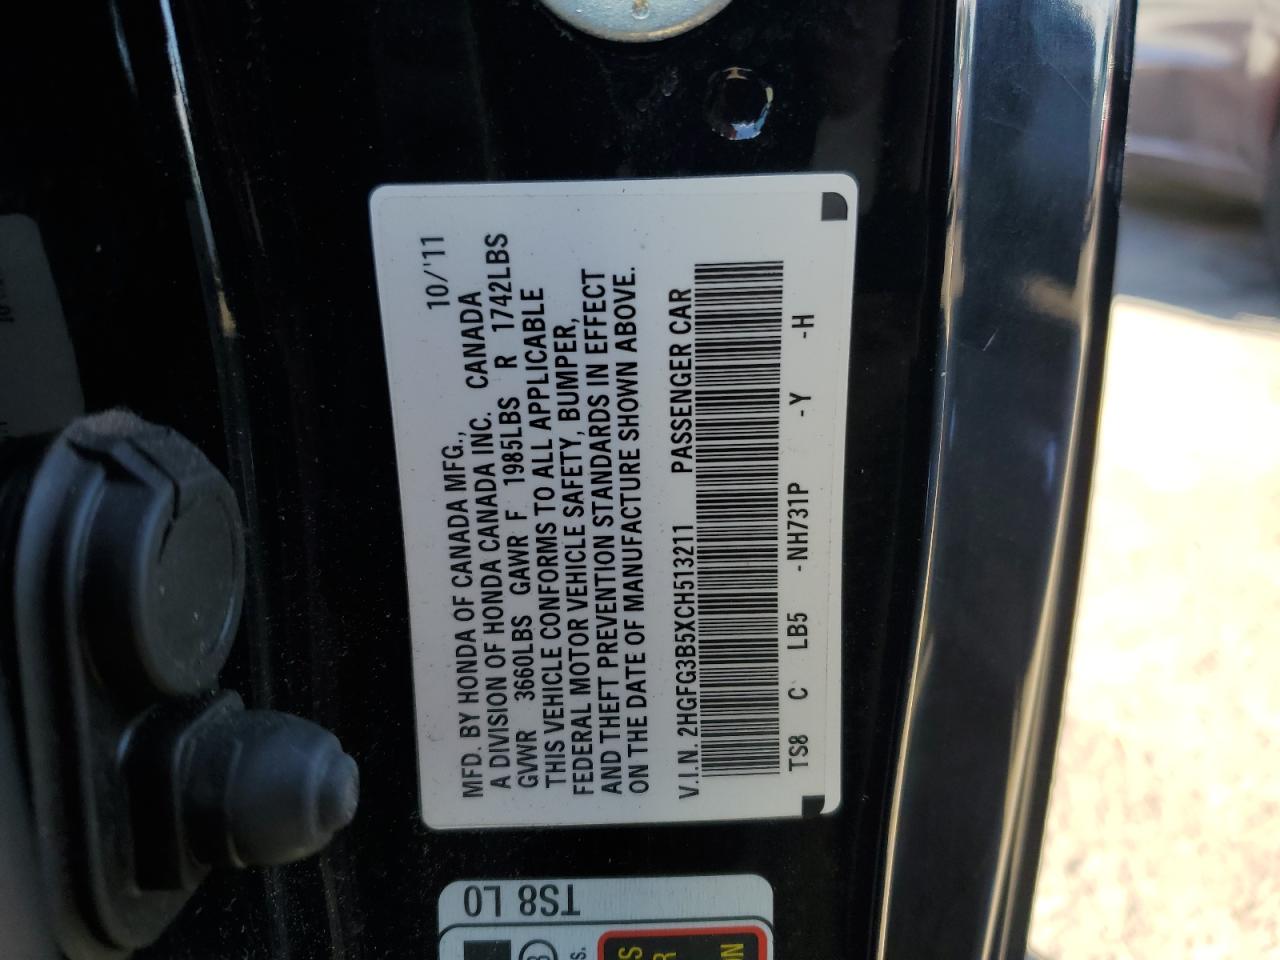 MFD. BY HONDA OF CANADA MFG., 10/'11
A DIVISION OF HONDA CANADA INC. CANADA
GVWR 3660LBS GAWR F 1985LBS R 1742LBS
THIS VEHICLE CONFORMS TO ALL APPLICABLE
FEDERAL MOTOR VEHICLE SAFETY, BUMPER,
AND THEFT PREVENTION STANDARDS IN EFFECT
ON THE DATE OF MANUFACTURE SHOWN ABOVE.
V.I.N. 2HGFG3B5XCH513211 PASSENGER CAR
TS8 C LB5 -NH731P -Y -H
TS8 L0